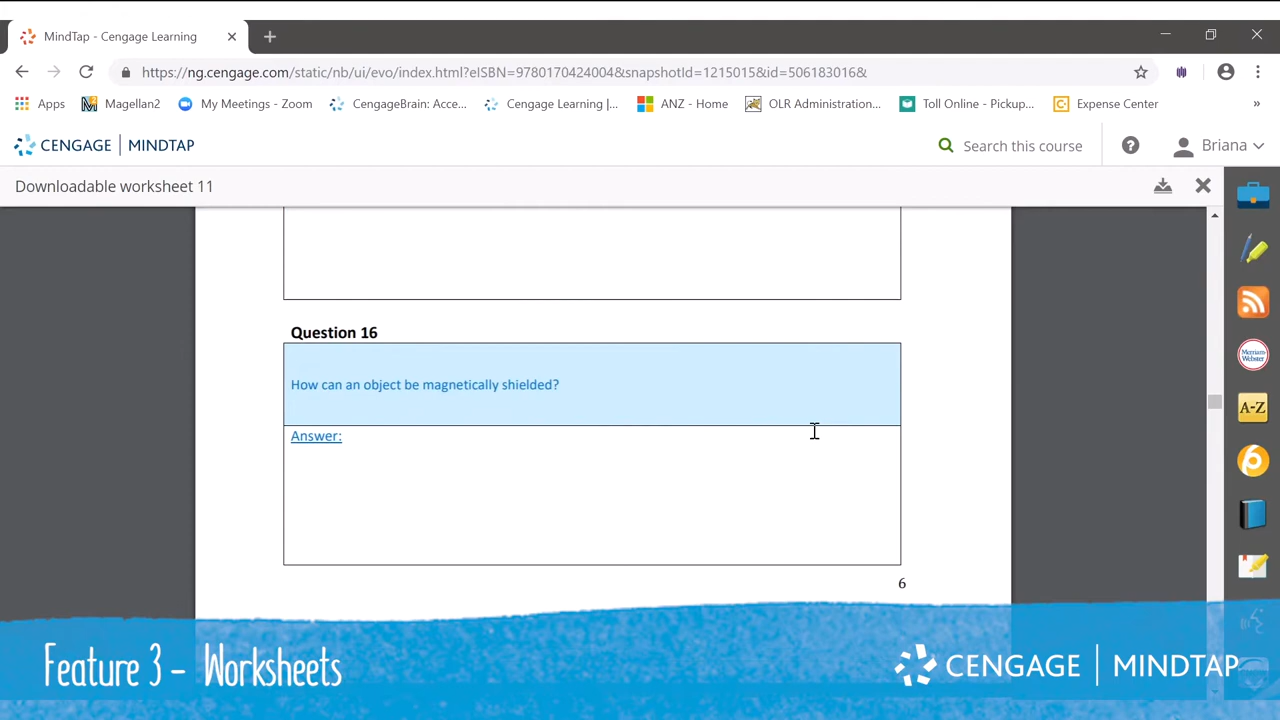 MindTap - Cengage Learning
https://ng.cengage.com/static/nb/ui/evo/index.html?eISBN=9780170424004&snapshotId=1215015&id=506183016&
Apps Magellan2 My Meetings - Zoom CengageBrain: Acce... Cengage Learning |... ANZ - Home OLR Administration... Toll Online - Pickup... Expense Center »
CENGAGE | MINDTAP Search this course ? Briana
Downloadable worksheet 11
Question 16
How can an object be magnetically shielded?
Answer:
6
Merriam-Webster
A-Z
Feature 3 - Worksheets
CENGAGE | MINDTAP